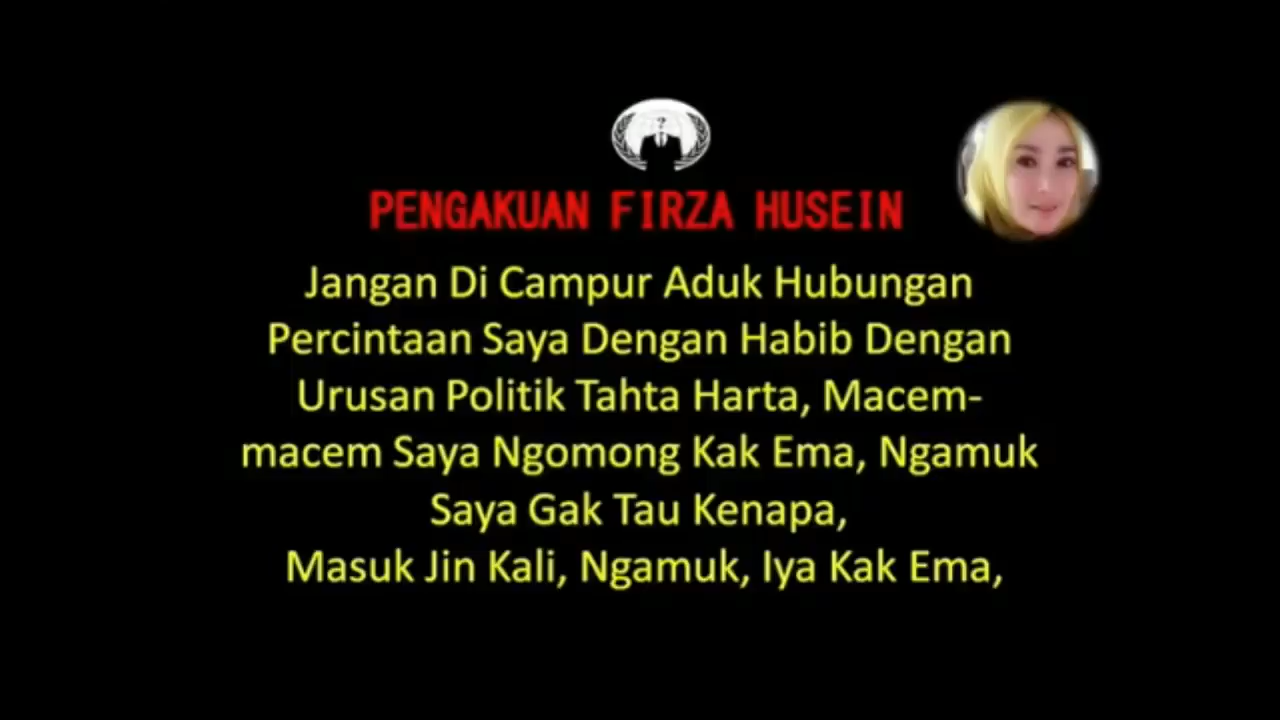 PENGAKUAN FIRZA HUSEIN
Jangan Di Campur Aduk Hubungan
Percintaan Saya Dengan Habib Dengan
Urusan Politik Tahta Harta, Macem-
macem Saya Ngomong Kak Ema, Ngamuk
Saya Gak Tau Kenapa,
Masuk Jin Kali, Ngamuk, Iya Kak Ema,